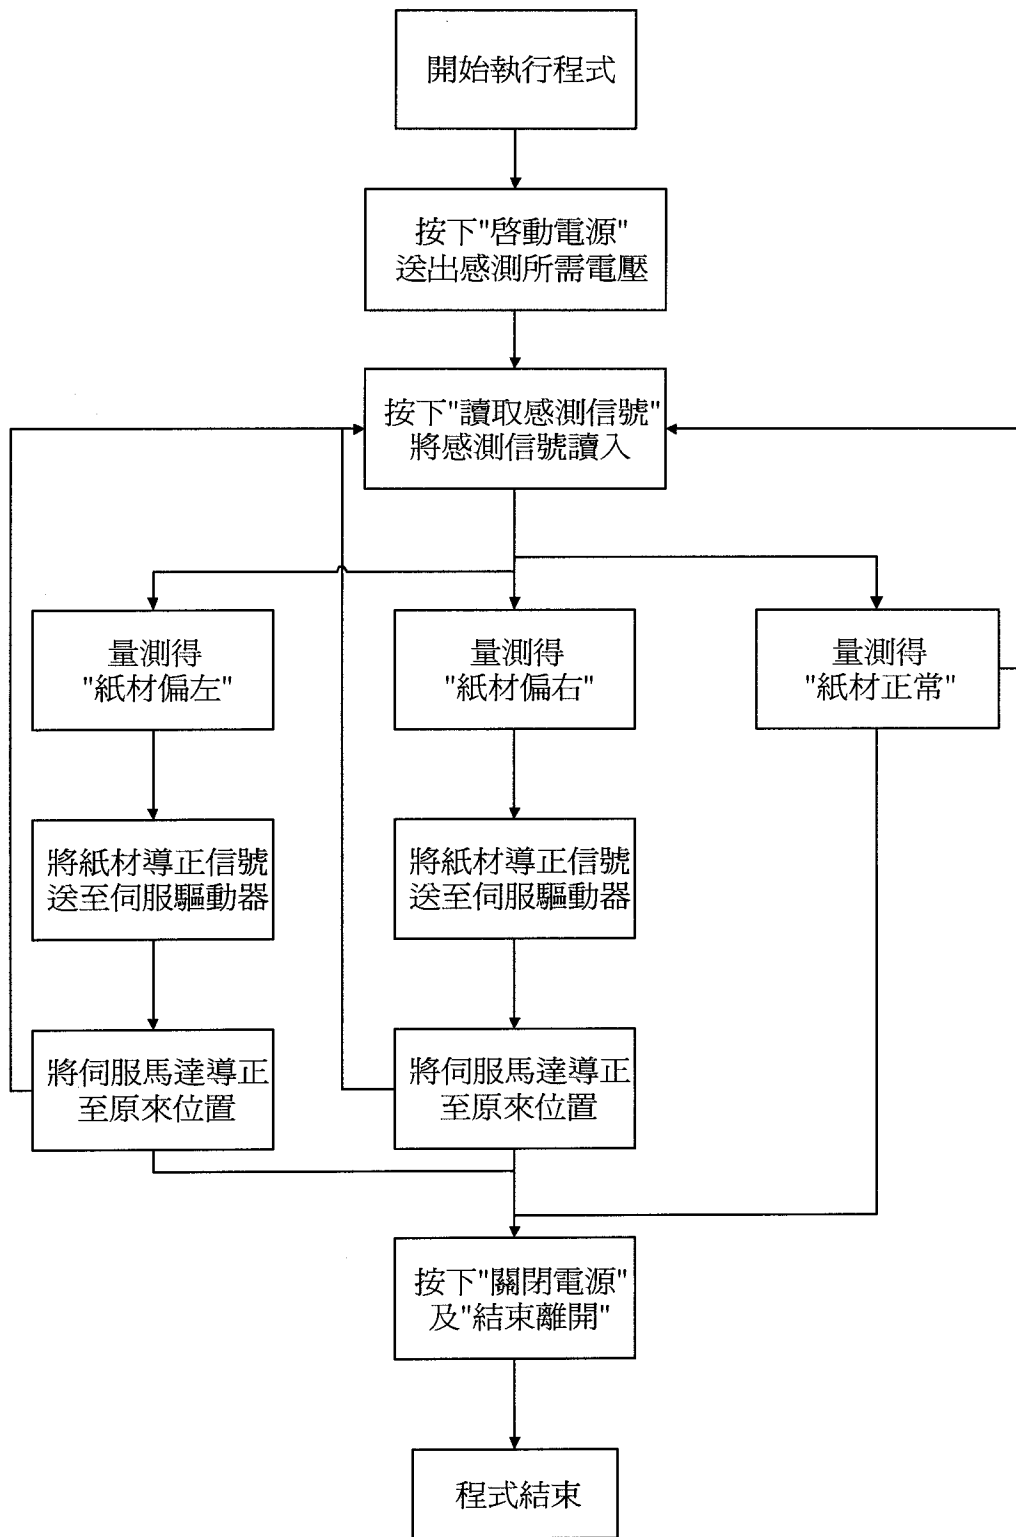 開始執行程式
按下"啓動電源"
送出感測所需電壓
按下"讀取感測信號"
將感測信號讀入
量測得
"紙材偏左"
量測得
"紙材偏右"
量測得
"紙材正常"
將紙材導正信號
送至伺服驅動器
將紙材導正信號
送至伺服驅動器
將伺服馬達導正
至原來位置
將伺服馬達導正
至原來位置
按下"關閉電源"
及"結束離開"
程式結束